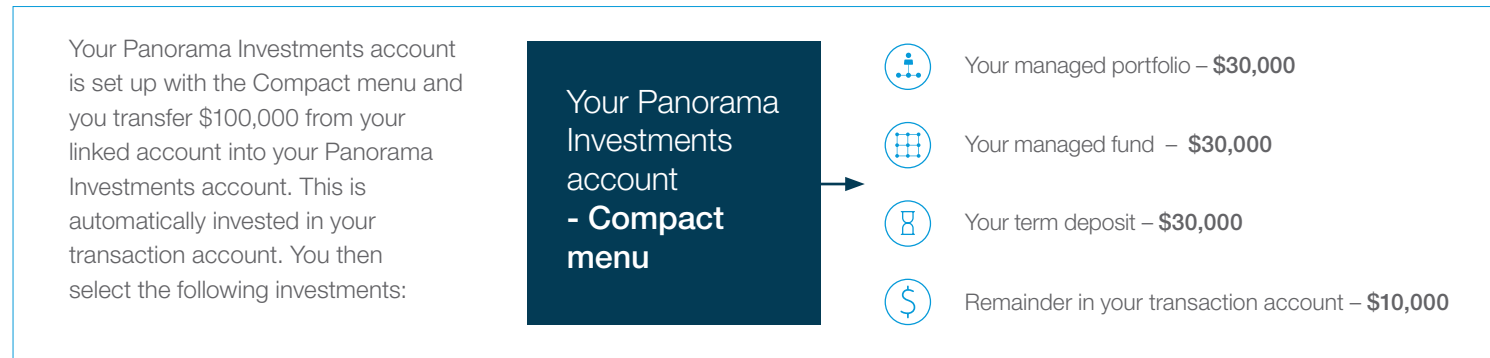 Your Panorama Investments account
is set up with the Compact menu and
you transfer $100,000 from your
linked account into your Panorama
Investments account. This is
automatically invested in your
transaction account. You then
select the following investments:
Your Panorama
Investments
account
- Compact
menu
Your managed portfolio – $30,000
Your managed fund – $30,000
Your term deposit – $30,000
Remainder in your transaction account – $10,000